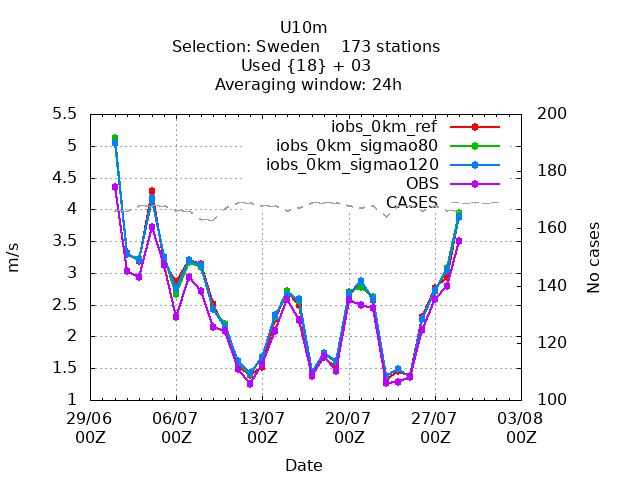 U10m
Selection: Sweden    173 stations
Used {18} + 03
Averaging window: 24h
5.5
5
4.5
4
3.5
3
2.5
2
1.5
1
m/s
200
180
160
140
120
100
No cases
iobs_0km_ref
iobs_0km_sigmao80
iobs_0km_sigmao120
OBS
CASES
29/06 06/07 13/07 20/07 27/07 03/08
00Z 00Z 00Z 00Z 00Z 00Z
Date